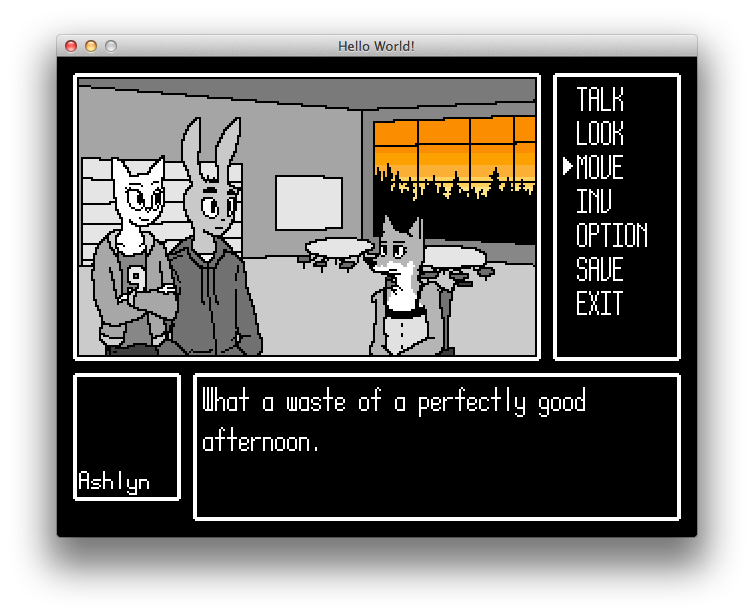 Hello World!
TALK
LOOK
MOVE
INV
OPTION
SAVE
EXIT
What a waste of a perfectly good
afternoon.
Ashlyn